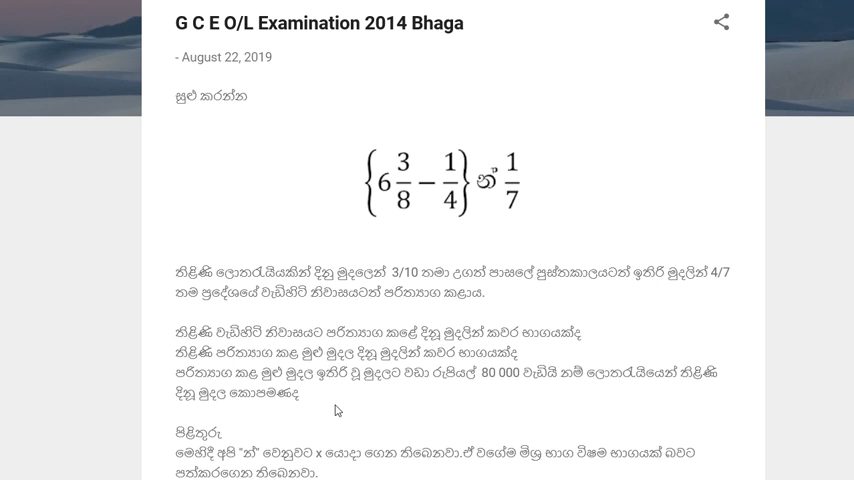 G C E O/L Examination 2014 Bhaga
- August 22, 2019
සුළු කරන්න
{6 3/8 − 1/4} න් 1/7
තිළිණි ලොතරැයියකින් දිනු මුදලෙන් 3/10 තමා උගත් පාසලේ පුස්තකාලයටත් ඉතිරි මුදලින් 4/7
තම ප්‍රදේශයේ වැඩිහිටි නිවාසයටත් පරිත්‍යාග කළාය.
තිළිණි වැඩිහිටි නිවාසයට පරිත්‍යාග කළේ දිනූ මුදලින් කවර භාගයක්ද
තිළිණි පරිත්‍යාග කළ මුළු මුදල දිනූ මුදලින් කවර භාගයක්ද
පරිත්‍යාග කළ මුළු මුදල ඉතිරි වූ මුදලට වඩා රුපියල් 80 000 වැඩියි නම් ලොතරැයියෙන් තිළිණි
දිනූ මුදල කොපමණද
පිළිතුරු
මෙහිදී අපි "න්" වෙනුවට x යොදා ගෙන තිබෙනවා.ඒ වගේම මිශ්‍ර භාග විෂම භාගයක් බවට
පත්කරගෙන තිබෙනවා.